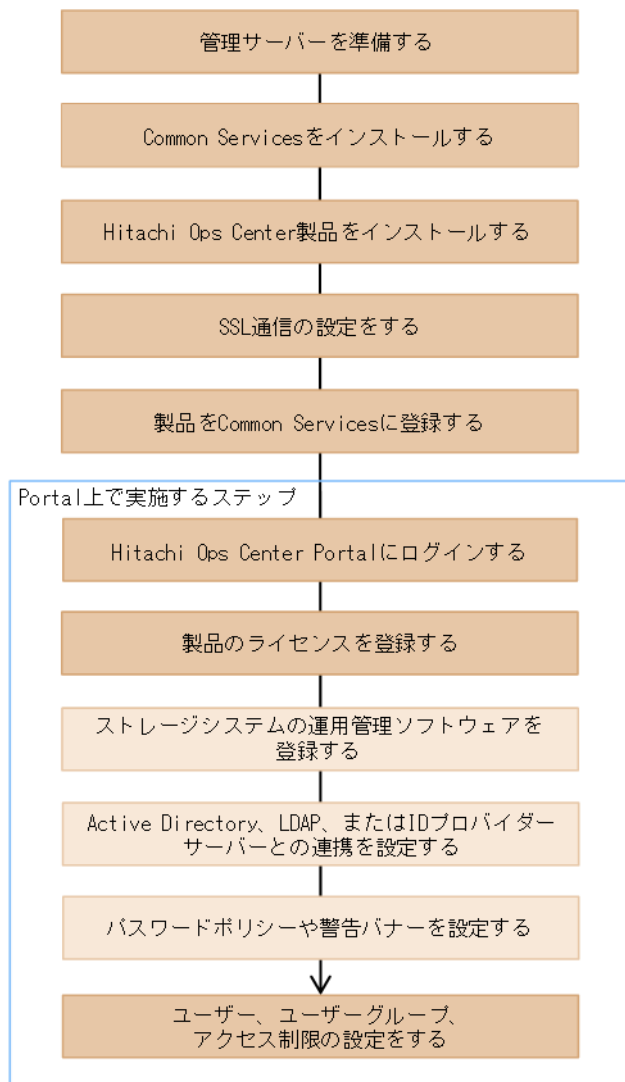 管理サーバーを準備する
Common Servicesをインストールする
Hitachi Ops Center製品をインストールする
SSL通信の設定をする
製品をCommon Servicesに登録する
Portal上で実施するステップ
Hitachi Ops Center Portalにログインする
製品のライセンスを登録する
ストレージシステムの運用管理ソフトウェアを
登録する
Active Directory、LDAP、またはIDプロバイダー
サーバーとの連携を設定する
パスワードポリシーや警告バナーを設定する
ユーザー、ユーザーグループ、
アクセス制限の設定をする